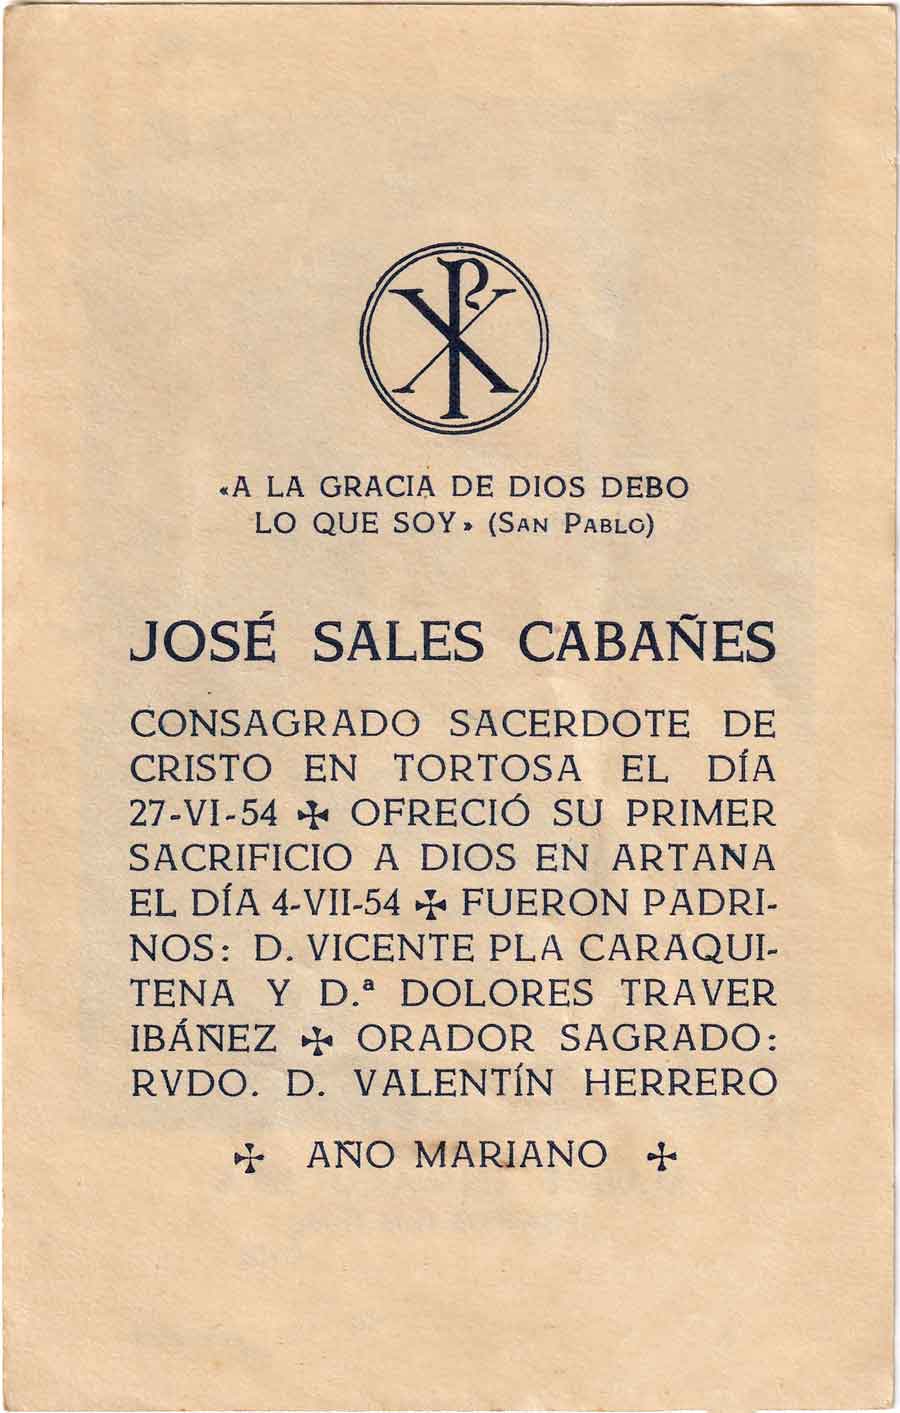 «A LA GRACIA DE DIOS DEBO
LO QUE SOY» (SAN PABLO)
JOSÉ SALES CABAÑES
CONSAGRADO SACERDOTE DE
CRISTO EN TORTOSA EL DÍA
27-VI-54 ✠ OFRECIÓ SU PRIMER
SACRIFICIO A DIOS EN ARTANA
EL DÍA 4-VII-54 ✠ FUERON PADRI-
NOS: D. VICENTE PLA CARAQUI-
TENA Y D.ª DOLORES TRAVER
IBÁÑEZ ✠ ORADOR SAGRADO:
RVDO. D. VALENTÍN HERRERO
✠ AÑO MARIANO ✠